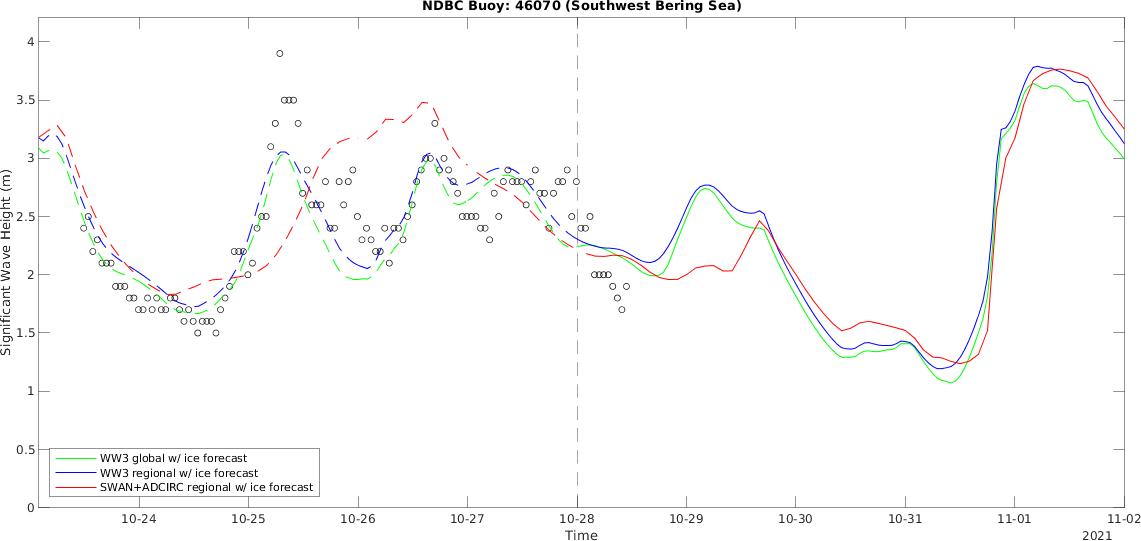 NDBC Buoy: 46070 (Southwest Bering Sea)
Significant Wave Height (m)
4
3.5
3
2.5
2
1.5
1
0.5
0
WW3 global w/ ice forecast
WW3 regional w/ ice forecast
SWAN+ADCIRC regional w/ ice forecast
10-24 10-25 10-26 10-27 10-28 10-29 10-30 10-31 11-01 11-02
Time
2021